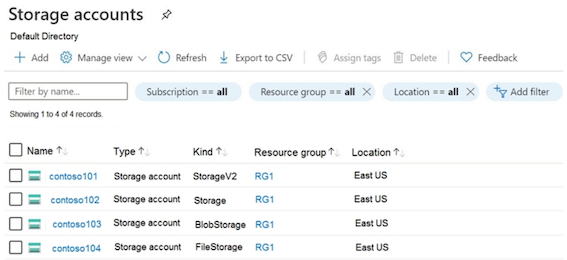 Storage accounts
Default Directory
Add Manage view Refresh Export to CSV Assign tags Delete Feedback
Filter by name... Subscription == all Resource group == all Location == all Add filter
Showing 1 to 4 of 4 records.
Name Type Kind Resource group Location
contoso101 Storage account StorageV2 RG1 East US
contoso102 Storage account Storage RG1 East US
contoso103 Storage account BlobStorage RG1 East US
contoso104 Storage account FileStorage RG1 East US